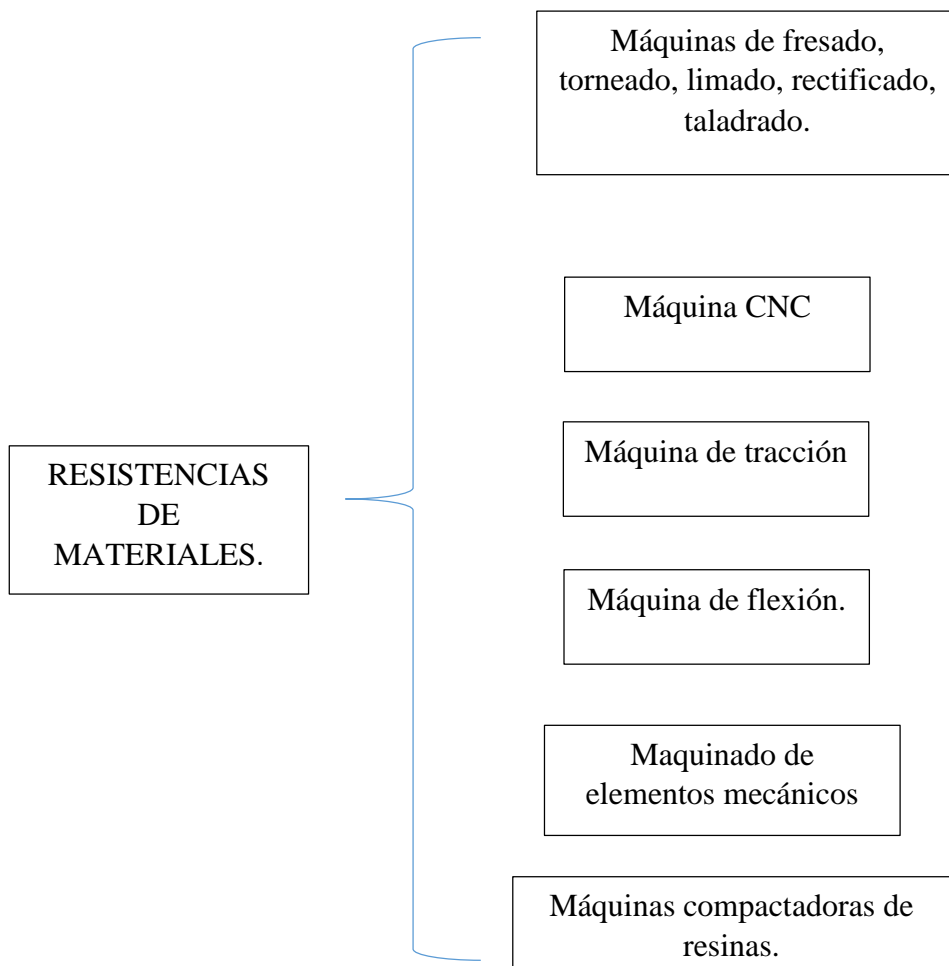 Máquinas de fresado,
torneado, limado, rectificado,
taladrado.
Máquina CNC
Máquina de tracción
RESISTENCIAS
DE
MATERIALES.
Máquina de flexión.
Maquinado de
elementos mecánicos
Máquinas compactadoras de
resinas.